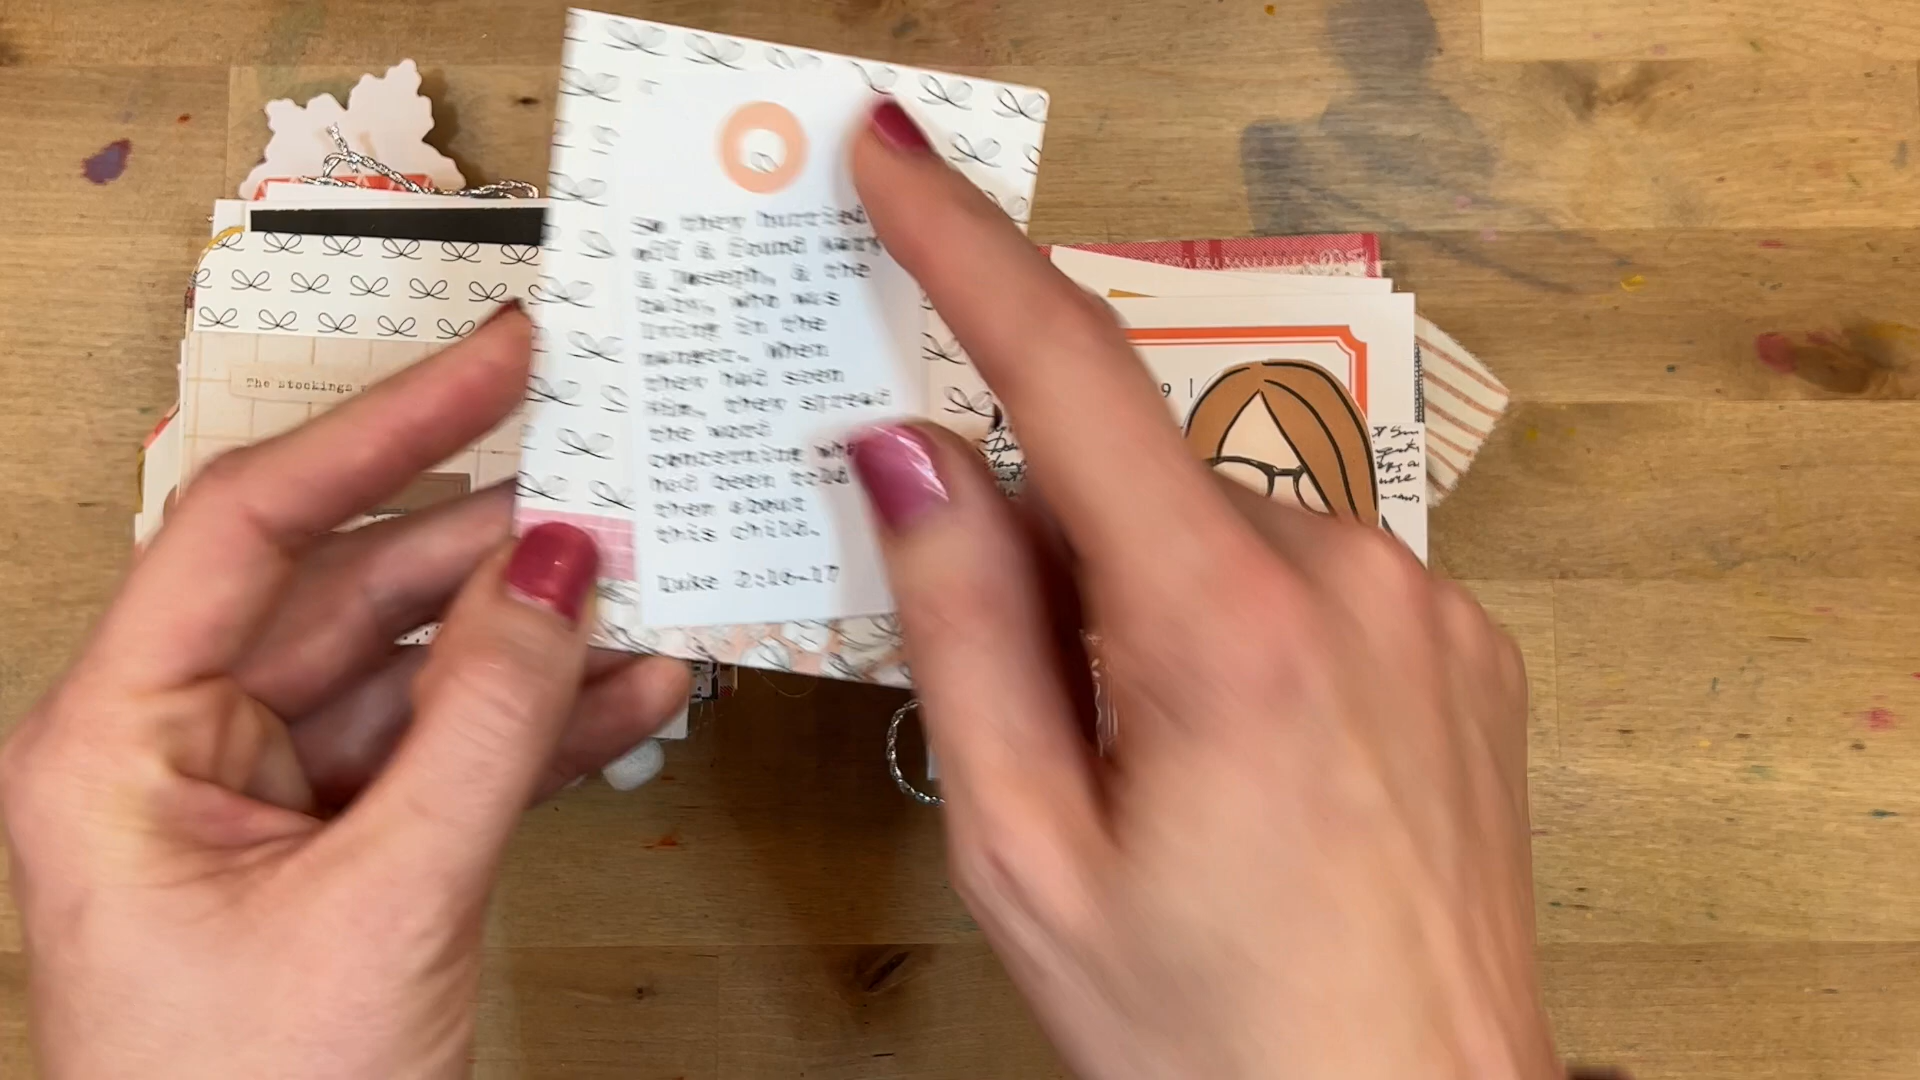 So they hurried
off & found Mary
& Joseph, & the
baby, who was
lying in the
manger. When
they had seen
Him, they spread
the word
concerning what
had been told
them about
this child.
Luke 2:16-17
The stockings
9